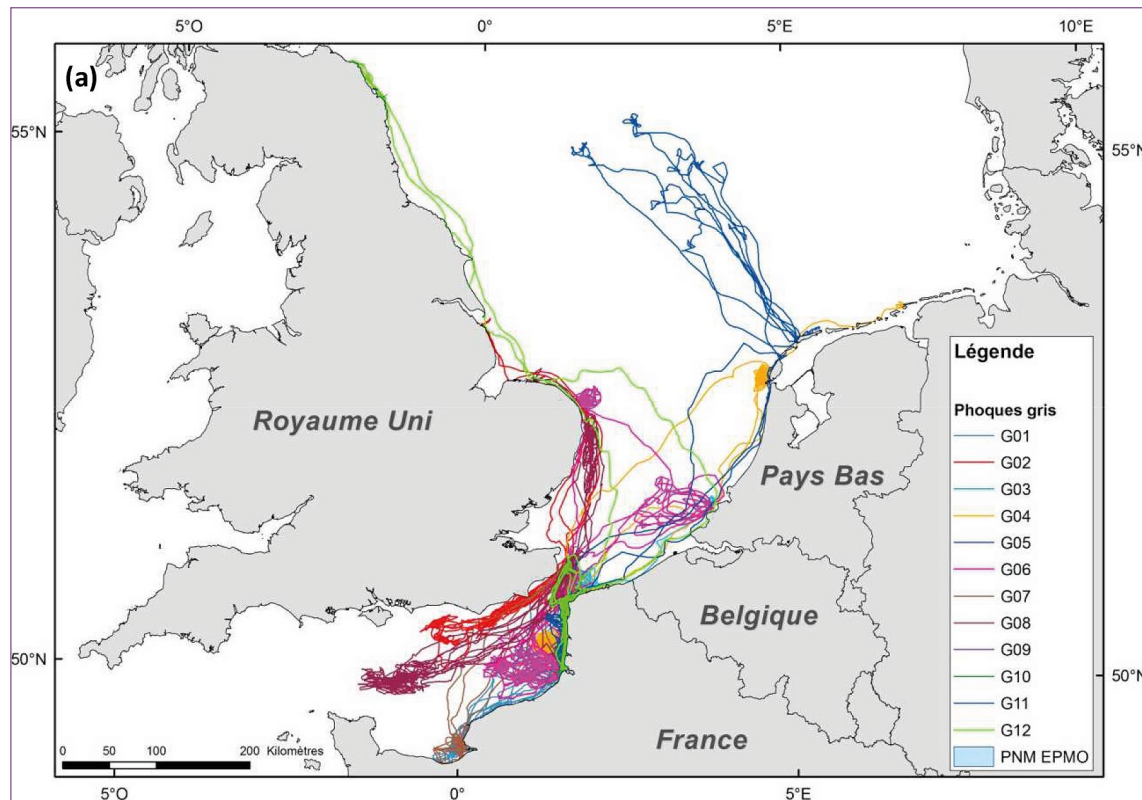 5°O 0° 5°E 10°E
(a)
55°N 55°N
Légende
Phoques gris
Royaume Uni
G01
G02
G03
Pays Bas
G04
G05
G06
G07
Belgique
G08
G09
50°N 50°N
G10
G11
G12
France
PNM EPMO
0 50 100 200 Kilomètres
5°O 0° 5°E